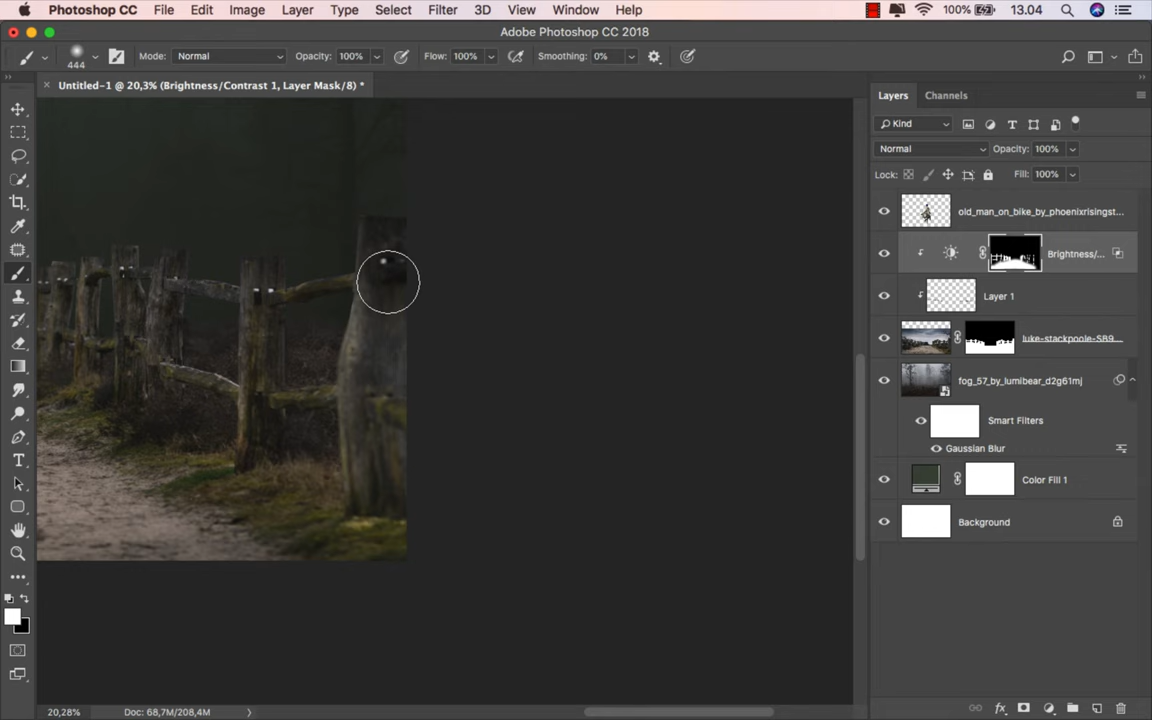 Photoshop CC File Edit Image Layer Type Select Filter 3D View Window Help 100% 13.04
Adobe Photoshop CC 2018
444 Mode: Normal Opacity: 100% Flow: 100% Smoothing: 0%
Untitled-1 @ 20,3% (Brightness/Contrast 1, Layer Mask/8) *
Layers Channels
Kind
Normal Opacity: 100%
Lock: Fill: 100%
old_man_on_bike_by_phoenixrisingst...
Brightness/...
Layer 1
luke-stackpoole-SB9...
fog_57_by_lumibear_d2g61mj
Smart Filters
Gaussian Blur
Color Fill 1
Background
20,28% Doc: 68,7M/208,4M